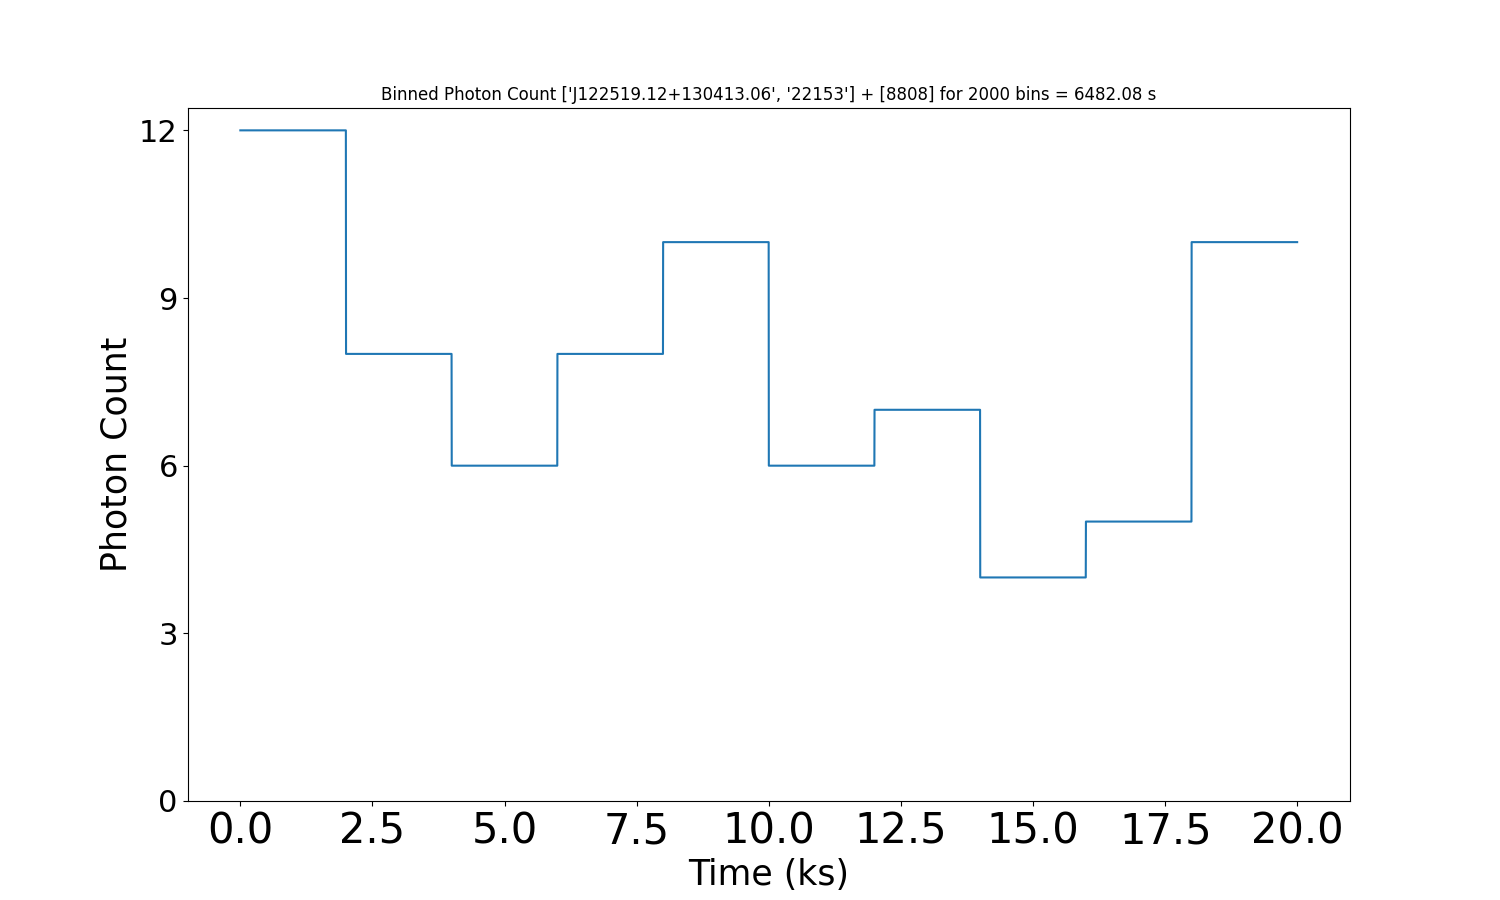 Binned Photon Count ['J122519.12+130413.06', '22153'] + [8808] for 2000 bins = 6482.08 s
12
9
6
3
0
Photon Count
0.0 2.5 5.0 7.5 10.0 12.5 15.0 17.5 20.0
Time (ks)